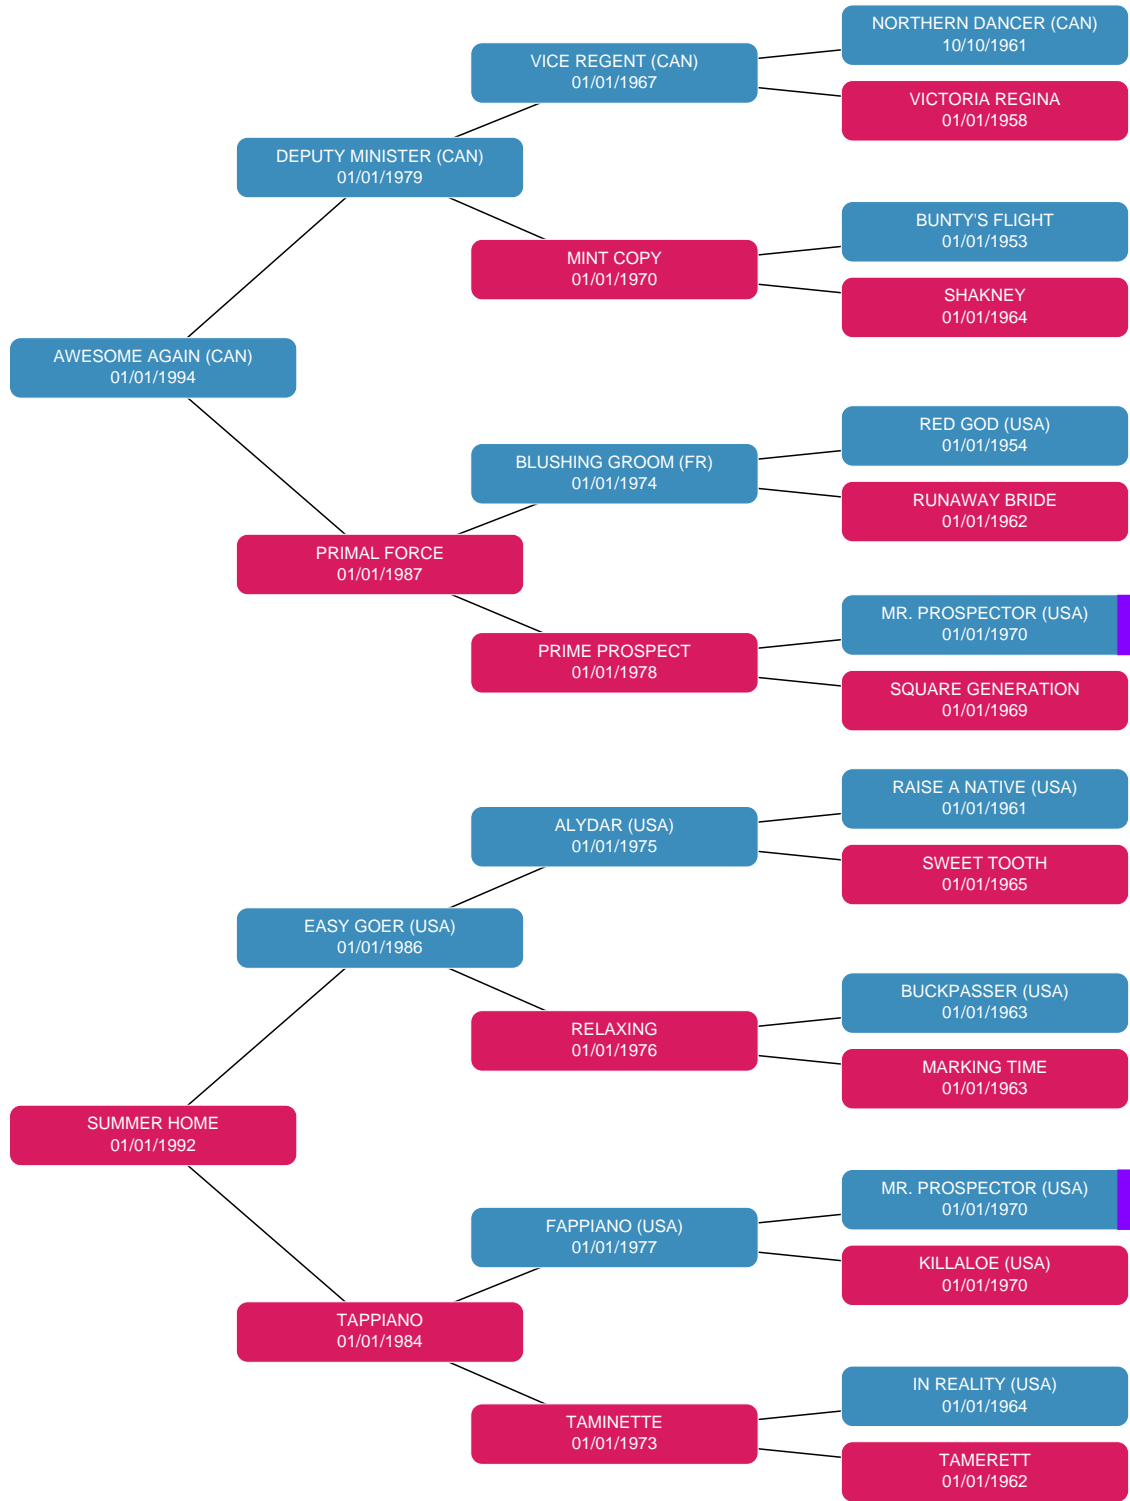 NORTHERN DANCER (CAN)
10/10/1961
VICE REGENT (CAN)
01/01/1967
VICTORIA REGINA
01/01/1958
DEPUTY MINISTER (CAN)
01/01/1979
BUNTY'S FLIGHT
01/01/1953
MINT COPY
01/01/1970
SHAKNEY
01/01/1964
AWESOME AGAIN (CAN)
01/01/1994
RED GOD (USA)
01/01/1954
BLUSHING GROOM (FR)
01/01/1974
RUNAWAY BRIDE
01/01/1962
PRIMAL FORCE
01/01/1987
MR. PROSPECTOR (USA)
01/01/1970
PRIME PROSPECT
01/01/1978
SQUARE GENERATION
01/01/1969
RAISE A NATIVE (USA)
01/01/1961
ALYDAR (USA)
01/01/1975
SWEET TOOTH
01/01/1965
EASY GOER (USA)
01/01/1986
BUCKPASSER (USA)
01/01/1963
RELAXING
01/01/1976
MARKING TIME
01/01/1963
SUMMER HOME
01/01/1992
MR. PROSPECTOR (USA)
01/01/1970
FAPPIANO (USA)
01/01/1977
KILLALOE (USA)
01/01/1970
TAPPIANO
01/01/1984
IN REALITY (USA)
01/01/1964
TAMINETTE
01/01/1973
TAMERETT
01/01/1962